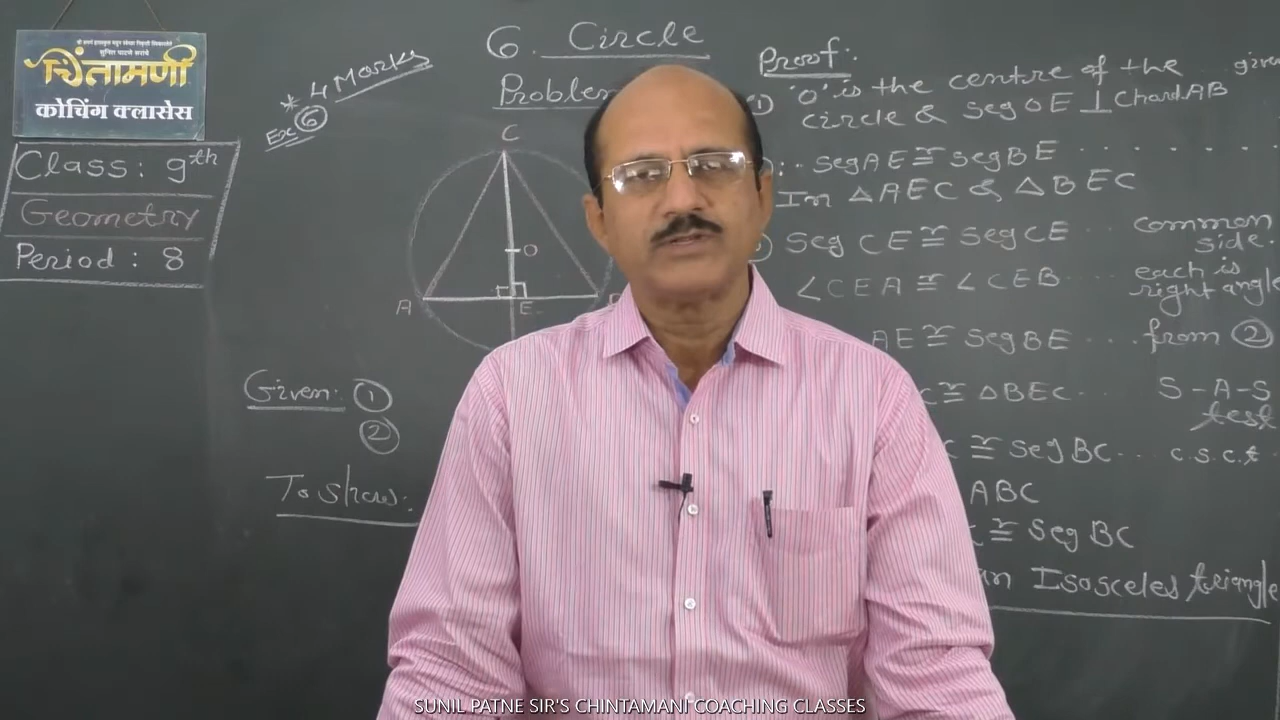 चिंतामणी
कोचिंग क्लासेस
Class: 9th
Geometry
Period: 8
* 4 Marks
Ex 6
6. Circle
Problem
C
O
A
E
Given: 1
2
To show:
Proof:
1 'O' is the centre of the given
circle & seg OE ⊥ Chord AB
∴ seg AE ≅ seg BE . . . . . . .
In △AEC & △BEC
Seg CE ≅ seg CE . . . common side.
∠CEA ≅ ∠CEB . . . . each is right angle
AE ≅ seg BE . . . . from 2
≅ △BEC . . . S-A-S test
≅ seg BC . . . c.s.c.t.
ABC
≅ seg BC
an Isosceles triangle
SUNIL PATNE SIR'S CHINTAMANI COACHING CLASSES